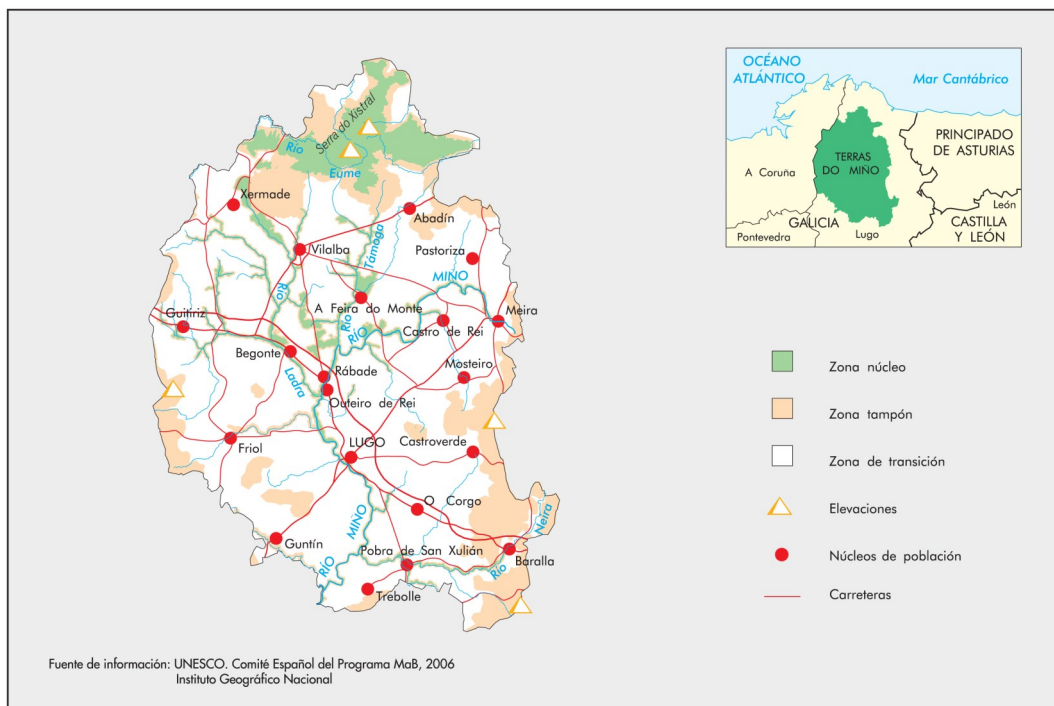 OCÉANO
ATLÁNTICO
Mar Cantábrico
PRINCIPADO
DE ASTURIAS
TERRAS
DO MIÑO
A Coruña
León
GALICIA
CASTILLA
Y LEÓN
Pontevedra
Lugo
Serra do Xistral
Río
Eume
Xermade
Abadín
Támoga
Vilalba
Pastoriza
MIÑO
Río
A Feira do Monte
Guitiriz
Río
RÍO
Castro de Rei
Meira
Begonte
Ladra
Rábade
Mosteiro
Outeiro de Rei
Friol
LUGO
Castroverde
MIÑO
O Corgo
Neira
Guntín
RÍO
Pobra de San Xulián
Río
Baralla
Trebolle
Zona núcleo
Zona tampón
Zona de transición
Elevaciones
Núcleos de población
Carreteras
Fuente de información: UNESCO. Comité Español del Programa MaB, 2006
Instituto Geográfico Nacional